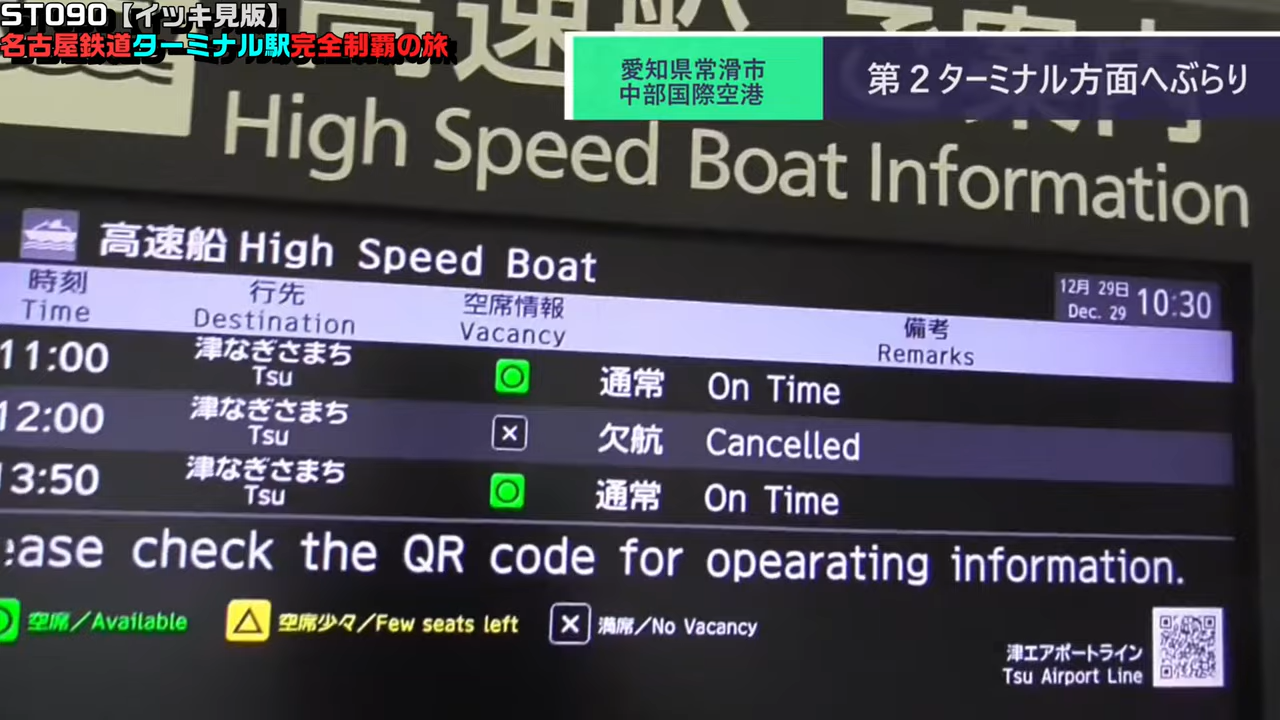 ST090【イツキ見版】
名古屋鉄道ターミナル駅完全制覇の旅
愛知県常滑市
中部国際空港
第2ターミナル方面へぶらり
高速船ご案内
High Speed Boat Information
高速船 High Speed Boat
12月 29日
Dec. 29
10:30
時刻 行先 空席情報 備考
Time Destination Vacancy Remarks
11:00 津なぎさまち Tsu 通常 On Time
12:00 津なぎさまち Tsu 欠航 Cancelled
13:50 津なぎさまち Tsu 通常 On Time
ease check the QR code for opearating information.
空席/Available 空席少々/Few seats left 満席/No Vacancy
津エアポートライン
Tsu Airport Line